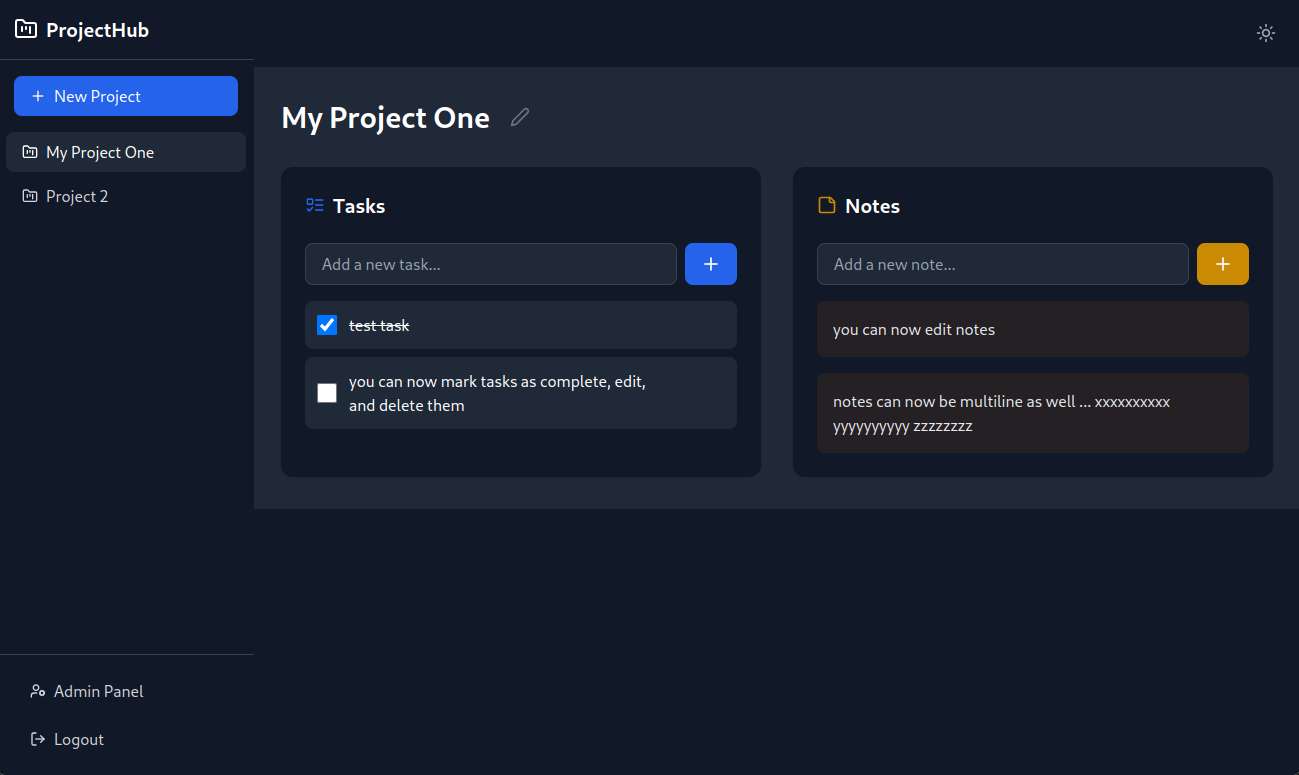 ProjectHub
New Project
My Project One
Project 2
Admin Panel
Logout
My Project One
Tasks
Add a new task...
test task
you can now mark tasks as complete, edit,
and delete them
Notes
Add a new note...
you can now edit notes
notes can now be multiline as well ... xxxxxxxxxx
yyyyyyyyyy zzzzzzzz